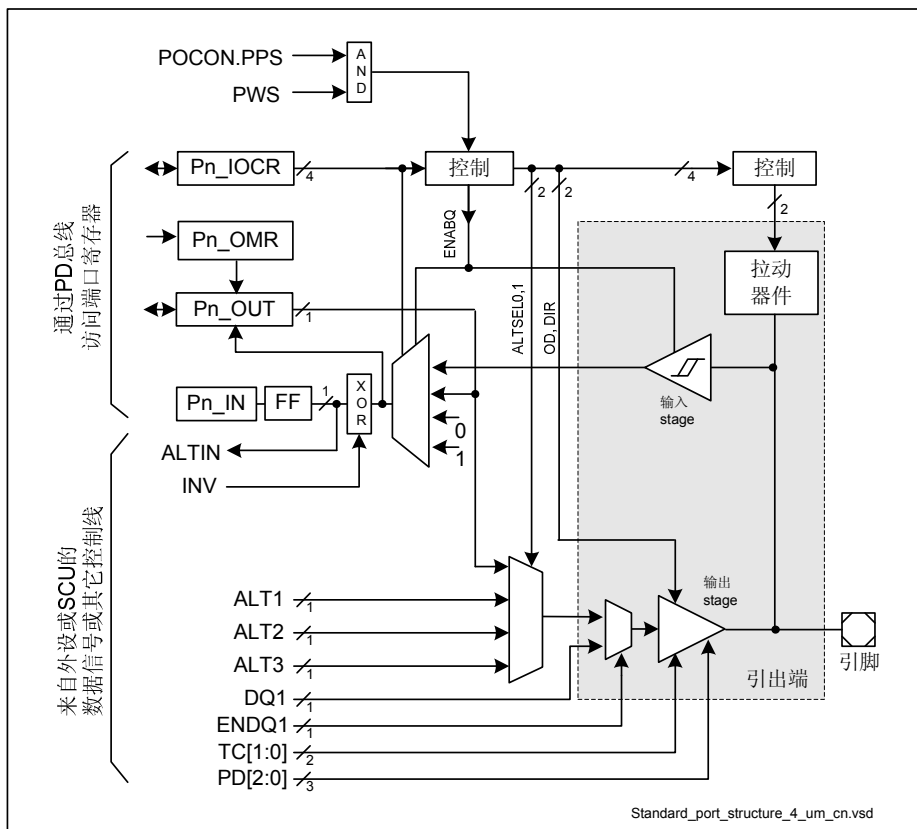 POCON.PPS
PWS
AND
通过PD总线
访问端口寄存器
Pn_IOCR
4
控制
2
2
4
控制
2
ENABQ
ALTSEL0,1
OD, DIR
Pn_OMR
拉动
器件
Pn_OUT
1
Pn_IN
FF
1
XOR
0
1
输入
stage
ALTIN
INV
来自外设或SCU的
数据信号或其它控制线
ALT1
1
ALT2
1
ALT3
1
DQ1
1
ENDQ1
1
TC[1:0]
2
PD[2:0]
3
输出
stage
引出端
引脚
Standard_port_structure_4_um_cn.vsd